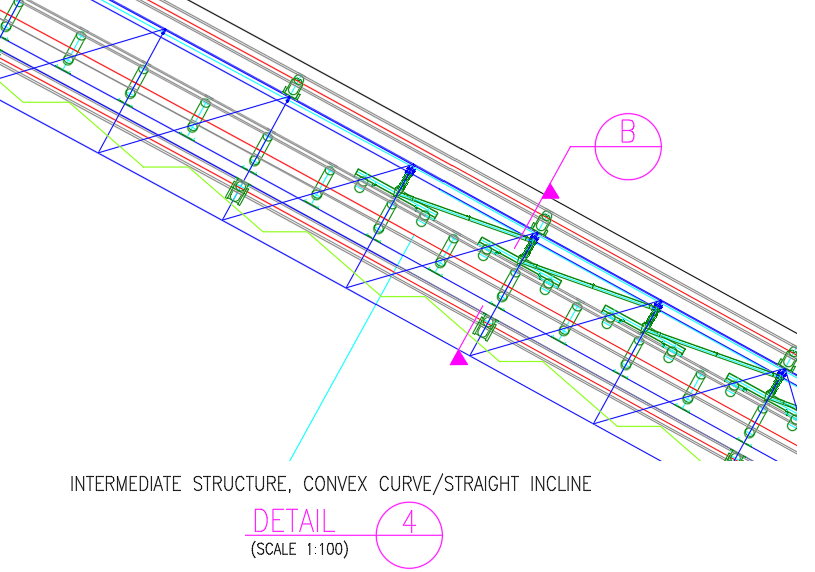 B
INTERMEDIATE STRUCTURE, CONVEX CURVE/STRAIGHT INCLINE
DETAIL 4
(SCALE 1:100)